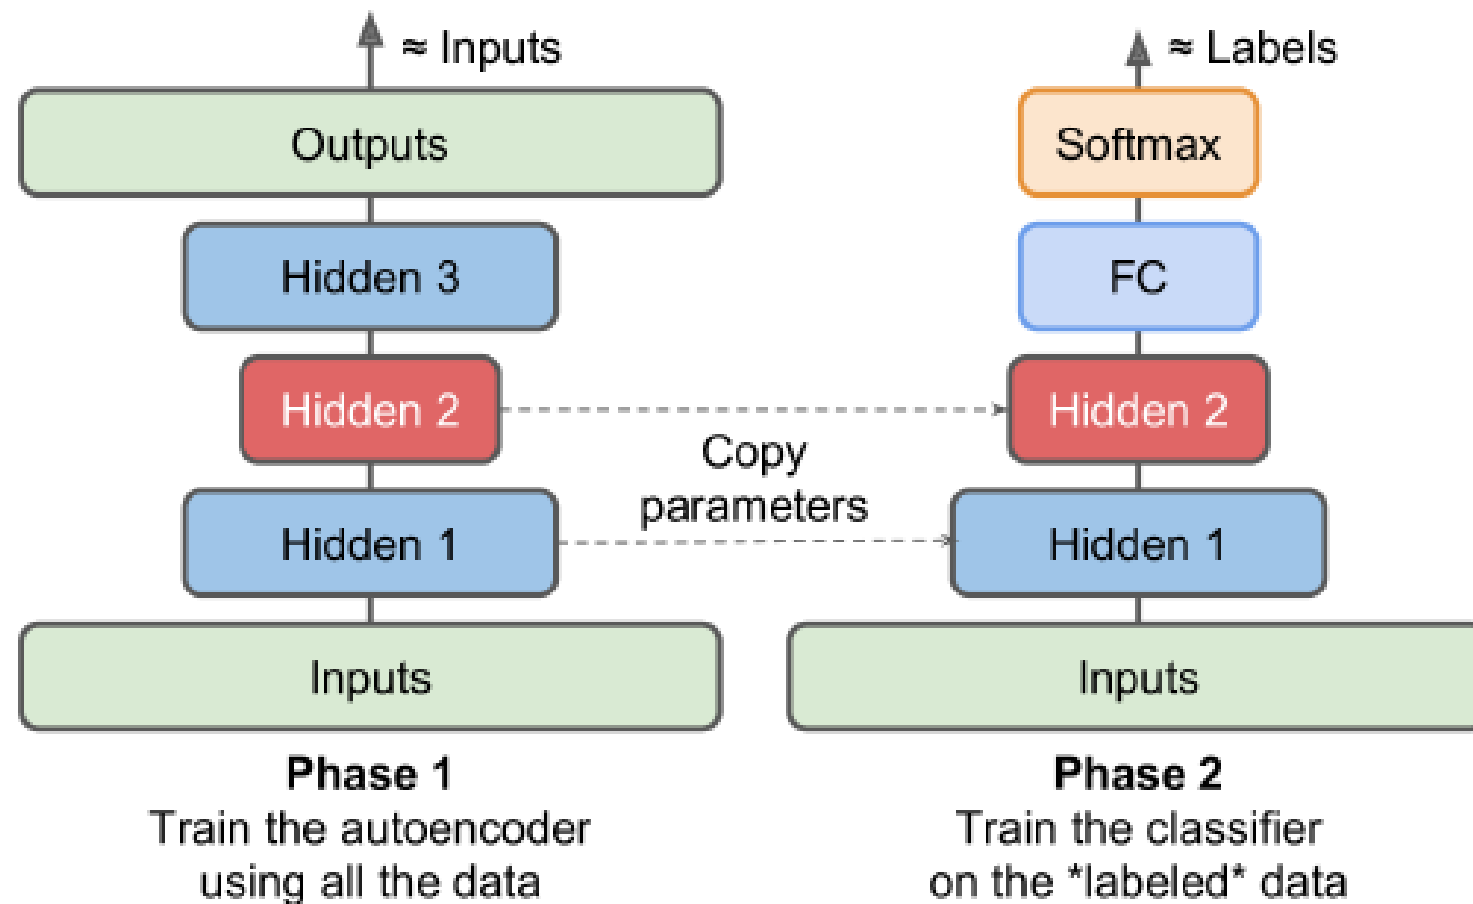 ≈ Inputs
Outputs
Hidden 3
Hidden 2
Hidden 1
Inputs
Phase 1
Train the autoencoder
using all the data
Copy
parameters
≈ Labels
Softmax
FC
Hidden 2
Hidden 1
Inputs
Phase 2
Train the classifier
on the *labeled* data